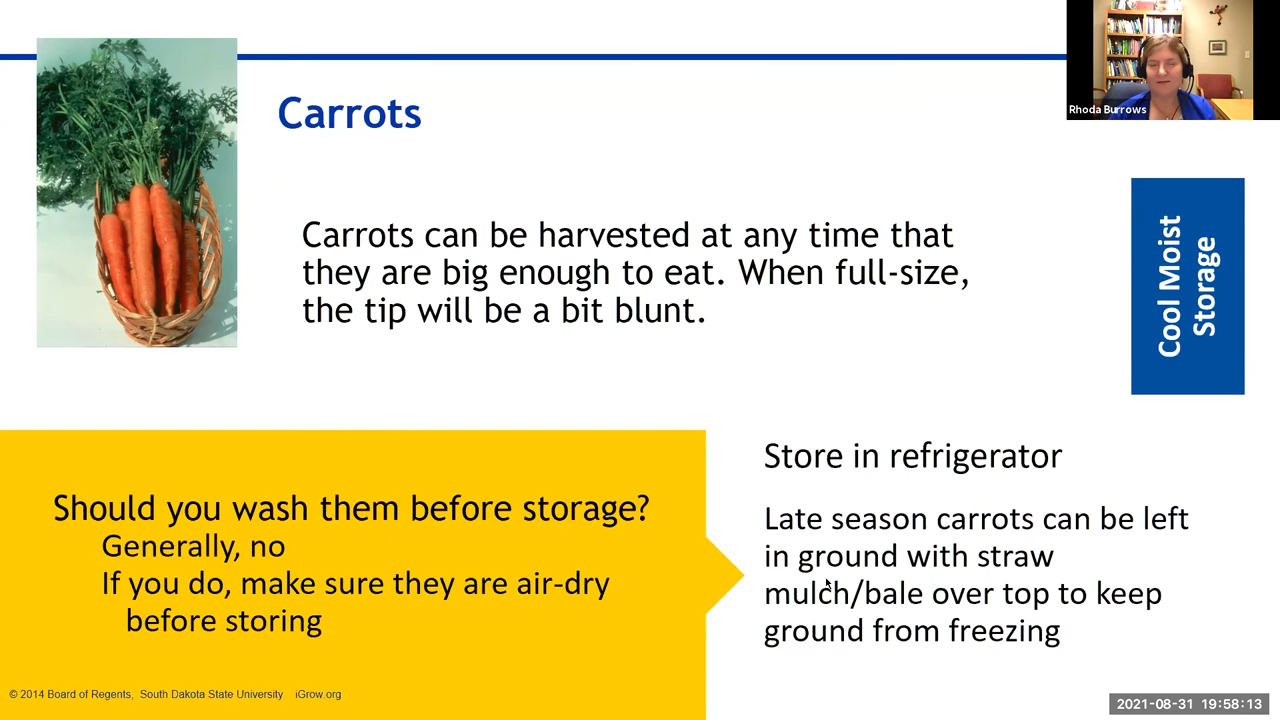 Rhoda Burrows
Carrots
Carrots can be harvested at any time that
they are big enough to eat. When full-size,
the tip will be a bit blunt.
Cool Moist
Storage
Should you wash them before storage?
Generally, no
If you do, make sure they are air-dry
before storing
Store in refrigerator
Late season carrots can be left
in ground with straw
mulch/bale over top to keep
ground from freezing
© 2014 Board of Regents, South Dakota State University iGrow.org
2021-08-31 19:58:13